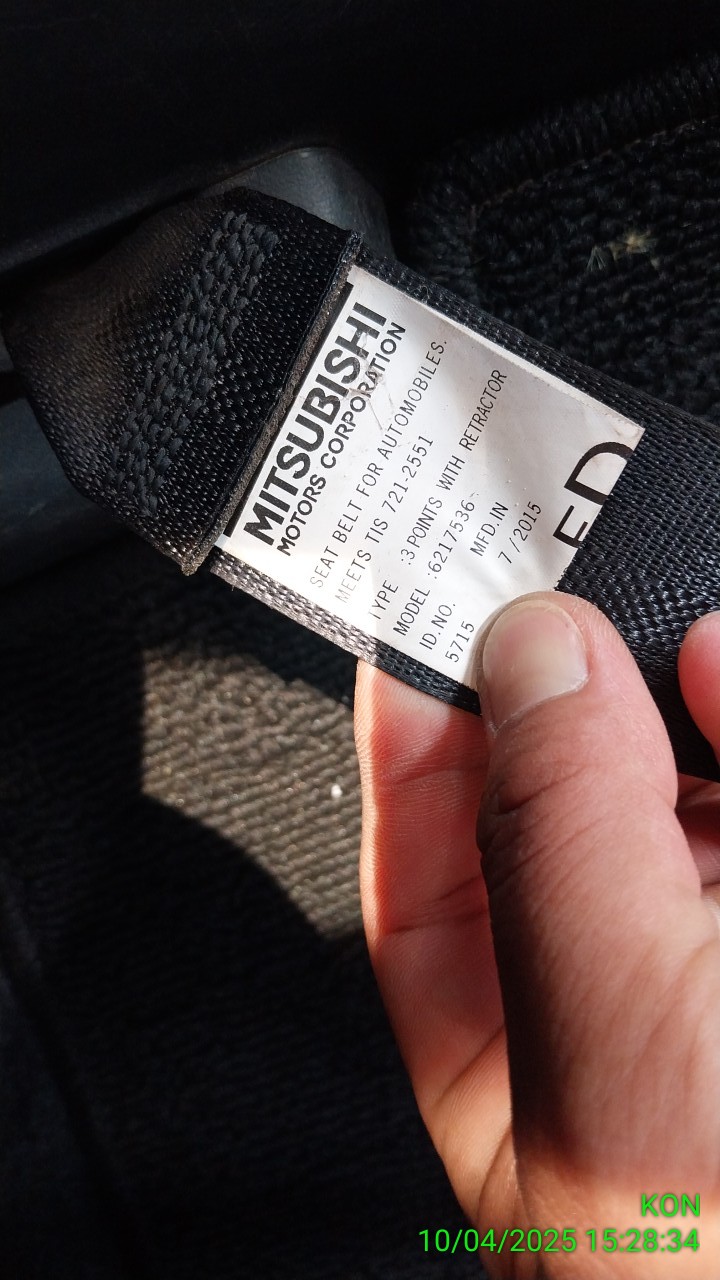 MITSUBISHI
MOTORS CORPORATION
SEAT BELT FOR AUTOMOBILES.
MEETS TIS 721-2551
TYPE :3 POINTS WITH RETRACTOR
MODEL :6217536-
ID.NO. MFD.IN
5715 7/2015
ED
KON
10/04/2025 15:28:34